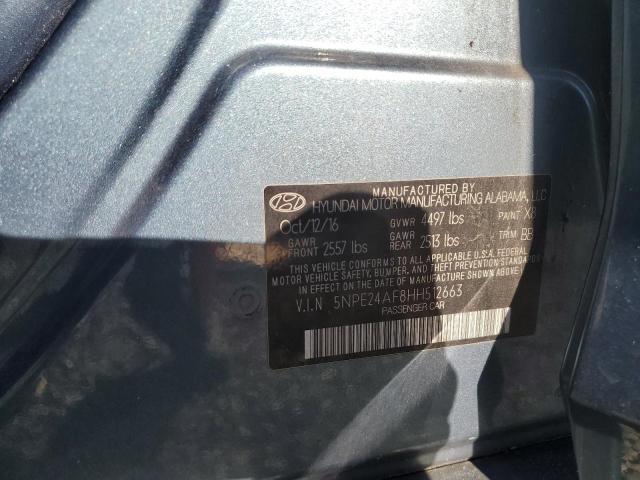 MANUFACTURED BY
HYUNDAI MOTOR MANUFACTURING ALABAMA, LLC
Oct/12/16 GVWR 4497 lbs PAINT X8
GAWR FRONT 2557 lbs GAWR REAR 2513 lbs TRIM BB
THIS VEHICLE CONFORMS TO ALL APPLICABLE U.S.A FEDERAL
MOTOR VEHICLE SAFETY, BUMPER, AND THEFT PREVENTION STANDARDS
IN EFFECT ON THE DATE OF MANUFACTURE SHOWN ABOVE.
V.I.N 5NPE24AF8HH512663
PASSENGER CAR